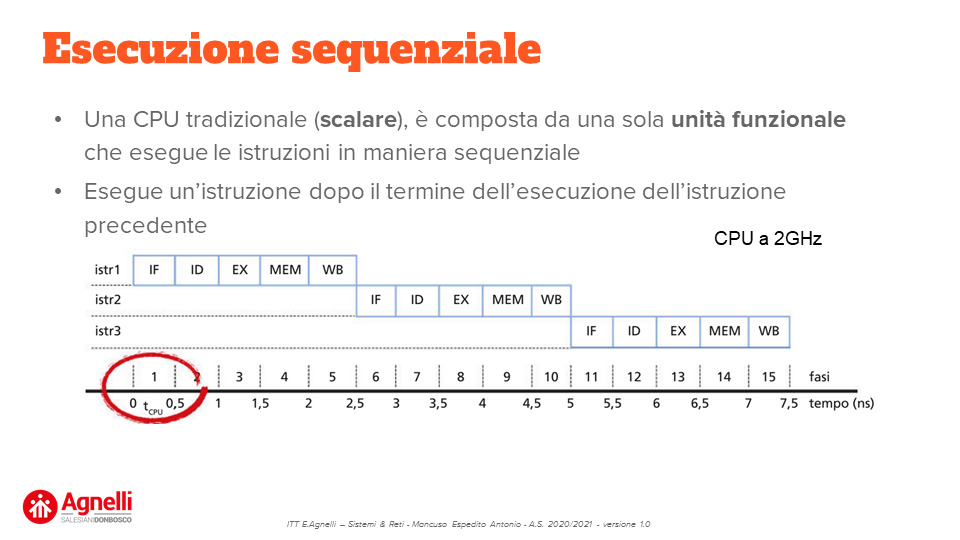 Esecuzione sequenziale
• Una CPU tradizionale (scalare), è composta da una sola unità funzionale
che esegue le istruzioni in maniera sequenziale
• Esegue un’istruzione dopo il termine dell’esecuzione dell’istruzione
precedente
CPU a 2GHz
istr1 IF ID EX MEM WB
istr2 IF ID EX MEM WB
istr3 IF ID EX MEM WB
1 2 3 4 5 6 7 8 9 10 11 12 13 14 15 fasi
0 tCPU 0,5 1 1,5 2 2,5 3 3,5 4 4,5 5 5,5 6 6,5 7 7,5 tempo (ns)
Agnelli
SALESIANI DONBOSCO
ITT E.Agnelli – Sistemi & Reti - Mancuso Espedito Antonio - A.S. 2020/2021 - versione 1.0